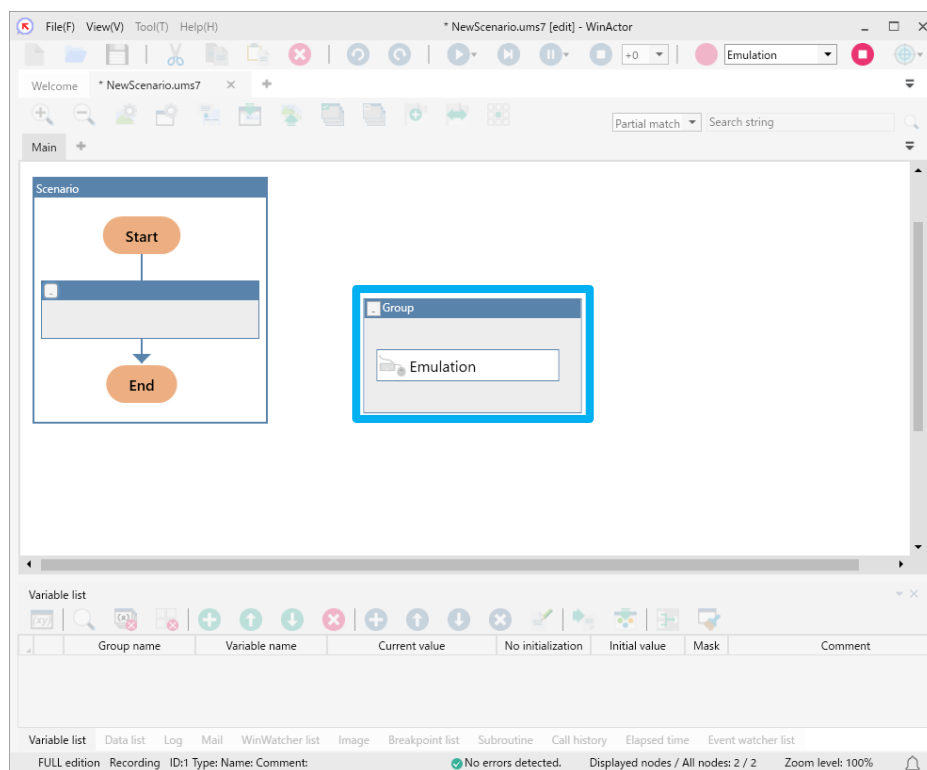 File(F) View(V) Tool(T) Help(H) * NewScenario.ums7 [edit] - WinActor
+0 Emulation
Welcome * NewScenario.ums7
Partial match Search string
Main
Scenario
Start
Group
Emulation
End
Variable list
Group name Variable name Current value No initialization Initial value Mask Comment
Variable list Data list Log Mail WinWatcher list Image Breakpoint list Subroutine Call history Elapsed time Event watcher list
FULL edition Recording ID:1 Type: Name: Comment: No errors detected. Displayed nodes / All nodes: 2 / 2 Zoom level: 100%